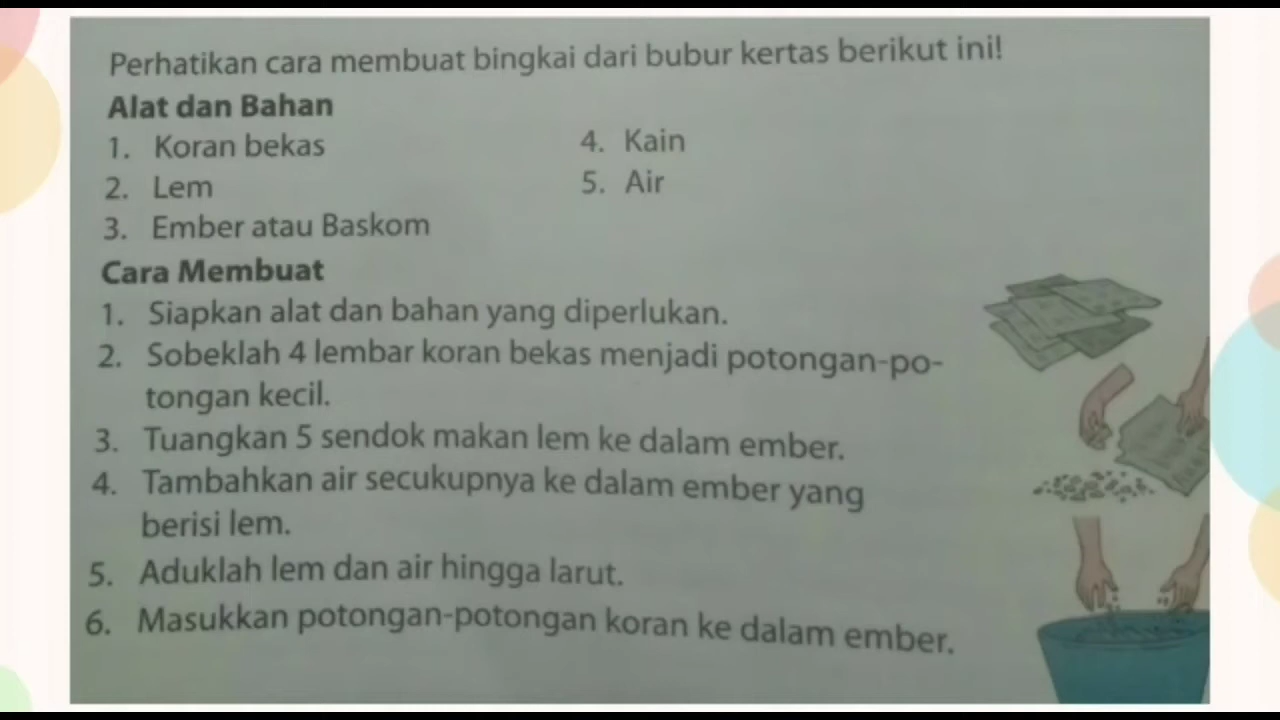 Perhatikan cara membuat bingkai dari bubur kertas berikut ini!
Alat dan Bahan
1. Koran bekas
2. Lem
3. Ember atau Baskom
4. Kain
5. Air
Cara Membuat
1. Siapkan alat dan bahan yang diperlukan.
2. Sobeklah 4 lembar koran bekas menjadi potongan-po-
tongan kecil.
3. Tuangkan 5 sendok makan lem ke dalam ember.
4. Tambahkan air secukupnya ke dalam ember yang
berisi lem.
5. Aduklah lem dan air hingga larut.
6. Masukkan potongan-potongan koran ke dalam ember.